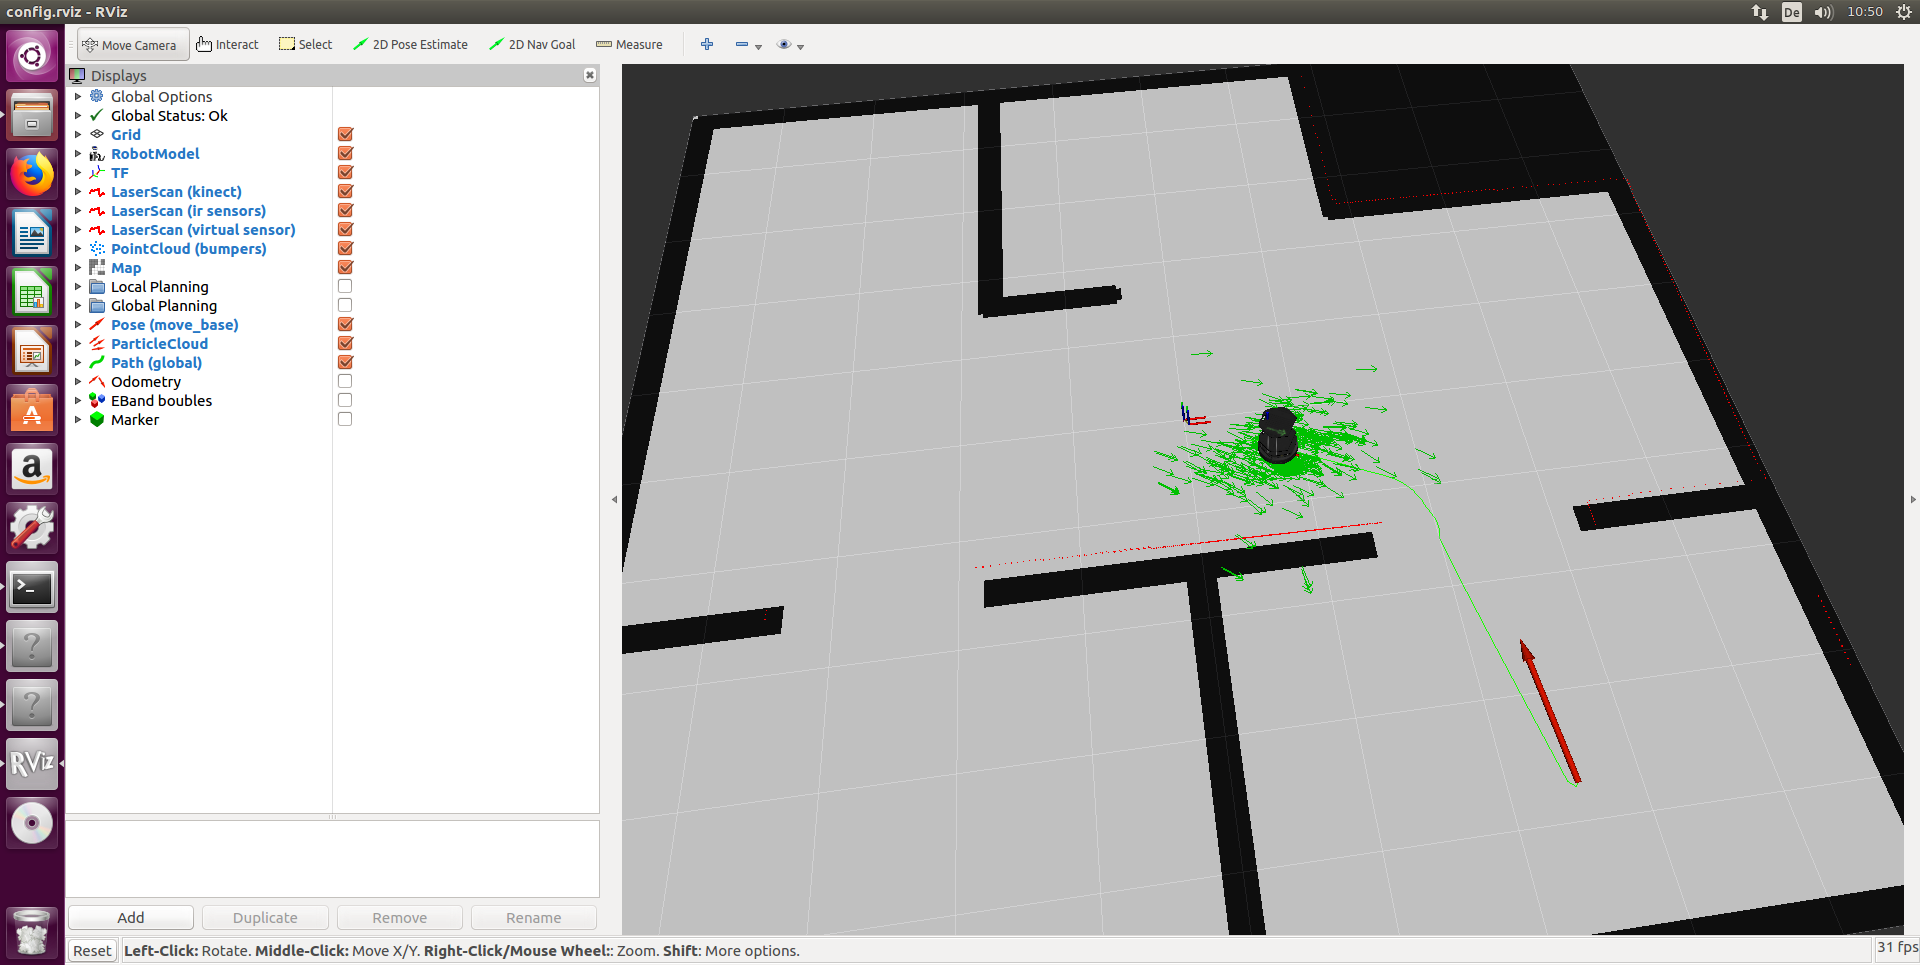 config.rviz - RViz
De
10:50
Move Camera
Interact
Select
2D Pose Estimate
2D Nav Goal
Measure
Displays
Global Options
Global Status: Ok
Grid
RobotModel
TF
LaserScan (kinect)
LaserScan (ir sensors)
LaserScan (virtual sensor)
PointCloud (bumpers)
Map
Local Planning
Global Planning
Pose (move_base)
ParticleCloud
Path (global)
Odometry
EBand boubles
Marker
RViz
Add
Duplicate
Remove
Rename
Reset
Left-Click: Rotate. Middle-Click: Move X/Y. Right-Click/Mouse Wheel:: Zoom. Shift: More options.
31 fps